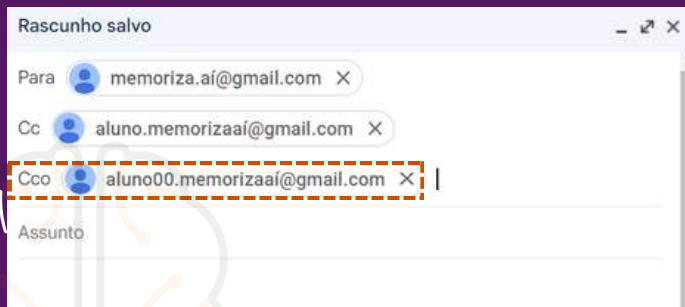 Rascunho salvo
Para memoriza.aí@gmail.com
Cc aluno.memorizaaí@gmail.com
Cco aluno00.memorizaaí@gmail.com
Assunto